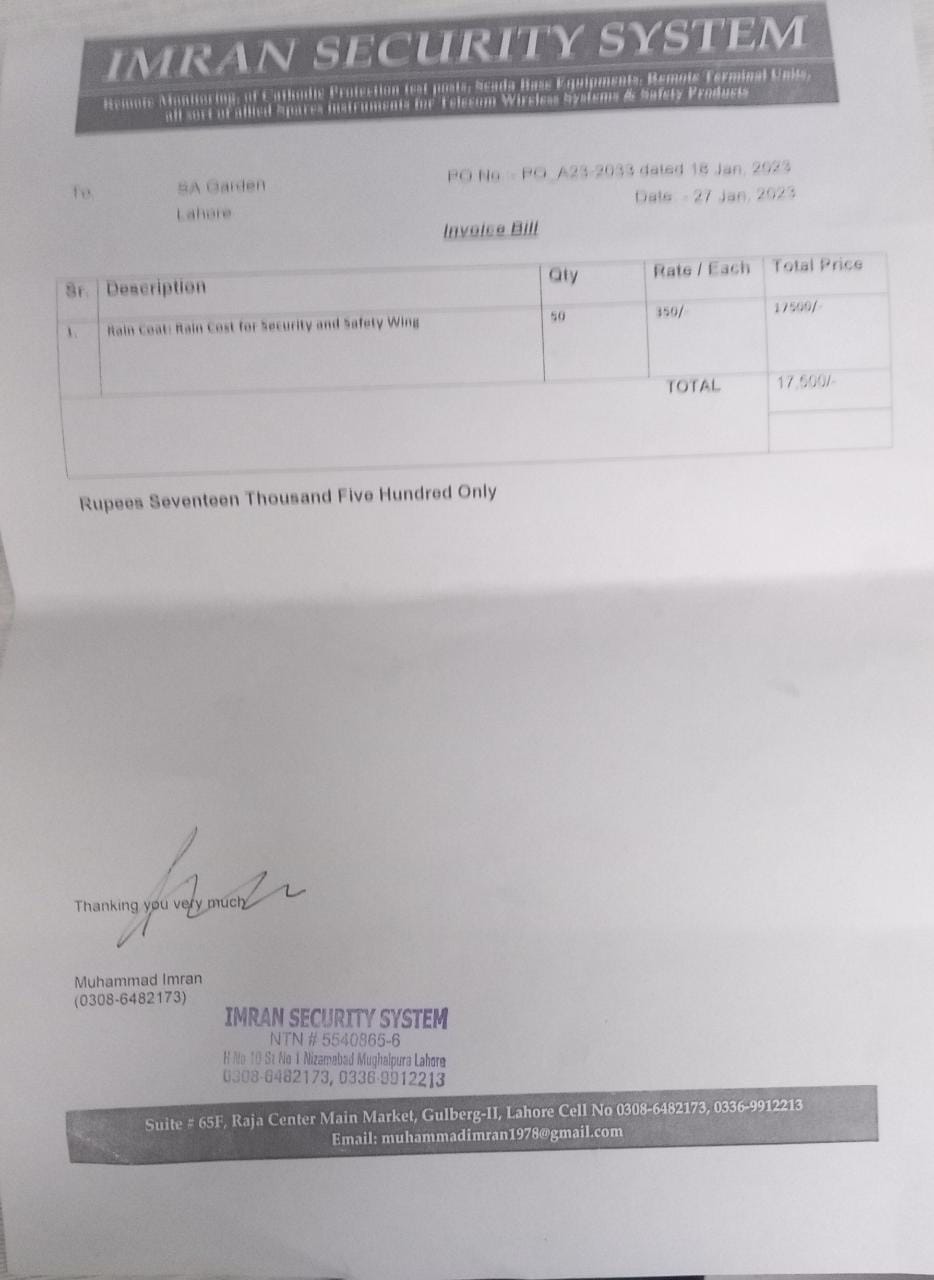 IMRAN SECURITY SYSTEM
Remote Monitoring, of Cathodic Protection test posts, Scada Base Equipments, Remote Terminal Units,
all sort of allied Spares instruments for Telecom Wireless Systems & Safety Products
To,
SA Garden
Lahore
PO No :- PO_A23-2033 dated 18 Jan, 2023
Date :- 27 Jan, 2023
Invoice Bill
Sr. Description Qty Rate / Each Total Price
1. Rain Coat: Rain Cost for Security and Safety Wing 50 350/- 17500/-
TOTAL 17,500/-
Rupees Seventeen Thousand Five Hundred Only
Thanking you very much
Muhammad Imran
(0308-6482173)
IMRAN SECURITY SYSTEM
NTN # 5540865-6
H No 10 St No 1 Nizamabad Mughalpura Lahore
0308-6482173, 0336-9912213
Suite # 65F, Raja Center Main Market, Gulberg-II, Lahore Cell No 0308-6482173, 0336-9912213
Email: muhammadimran1978@gmail.com